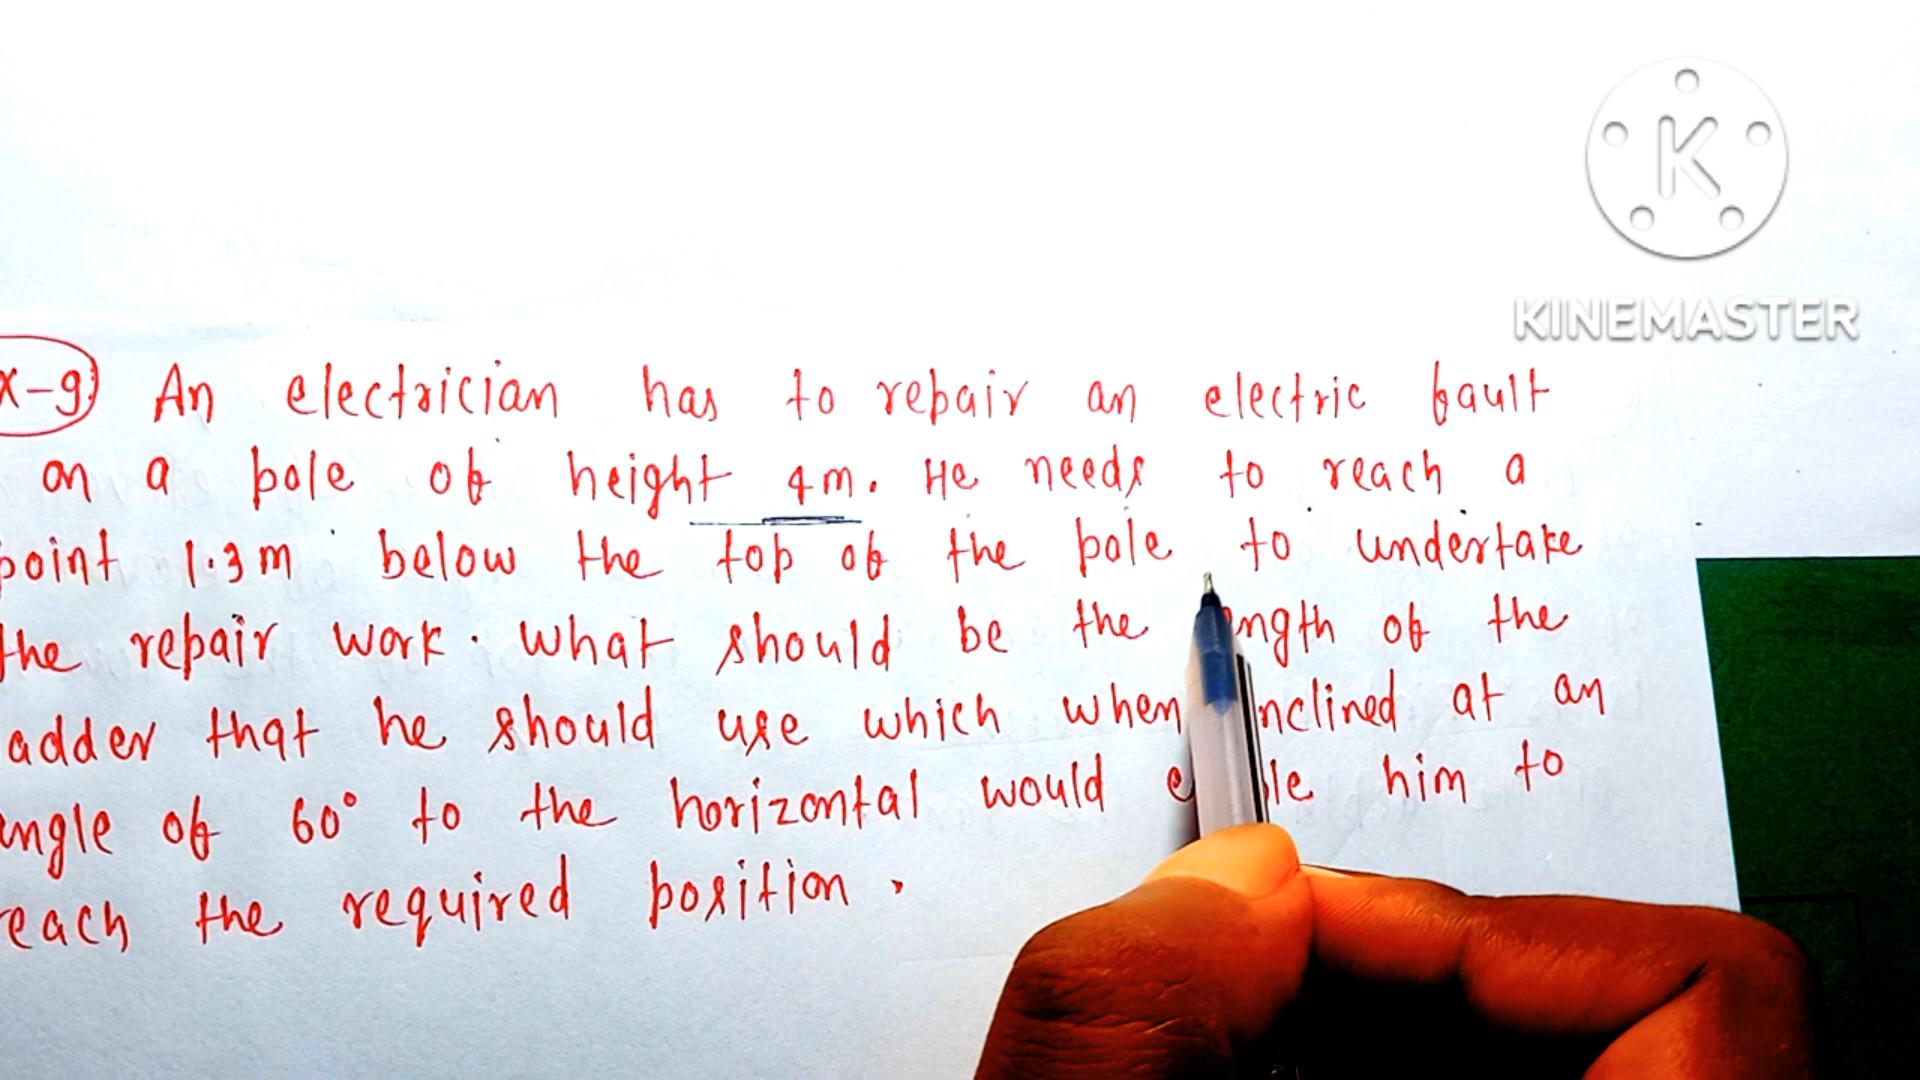 KINEMASTER
x-9) An electrician has to repair an electric fault
on a pole of height 4m. He needs to reach a
point 1.3m below the top of the pole to undertake
the repair work. What should be the ength of the
adder that he should use which when nclined at an
angle of 60° to the horizontal would him to
each the required position.